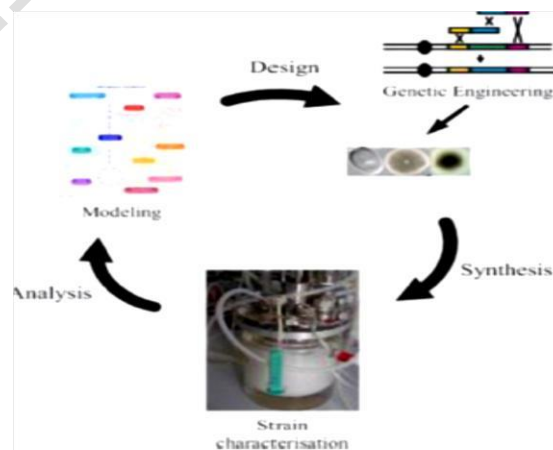 Design
Genetic Engineering
Modeling
Synthesis
Analysis
Strain
characterisation